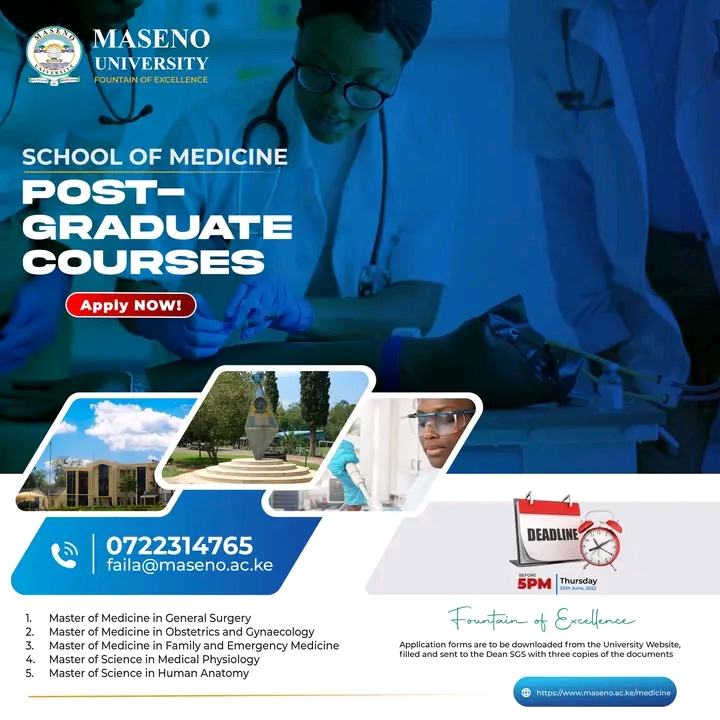 MASENO
UNIVERSITY
FOUNTAIN OF EXCELLENCE
MASENO
UNIVERSITY
SCHOOL OF MEDICINE
POST-
GRADUATE
COURSES
Apply NOW!
0722314765
faila@maseno.ac.ke
DEADLINE
BEFORE
5PM
Thursday
30th June, 2022
1. Master of Medicine in General Surgery
2. Master of Medicine in Obstetrics and Gynaecology
3. Master of Medicine in Family and Emergency Medicine
4. Master of Science in Medical Physiology
5. Master of Science in Human Anatomy
Fountain of Excellence
Application forms are to be downloaded from the University Website,
filled and sent to the Dean SGS with three copies of the documents
https://www.maseno.ac.ke/medicine